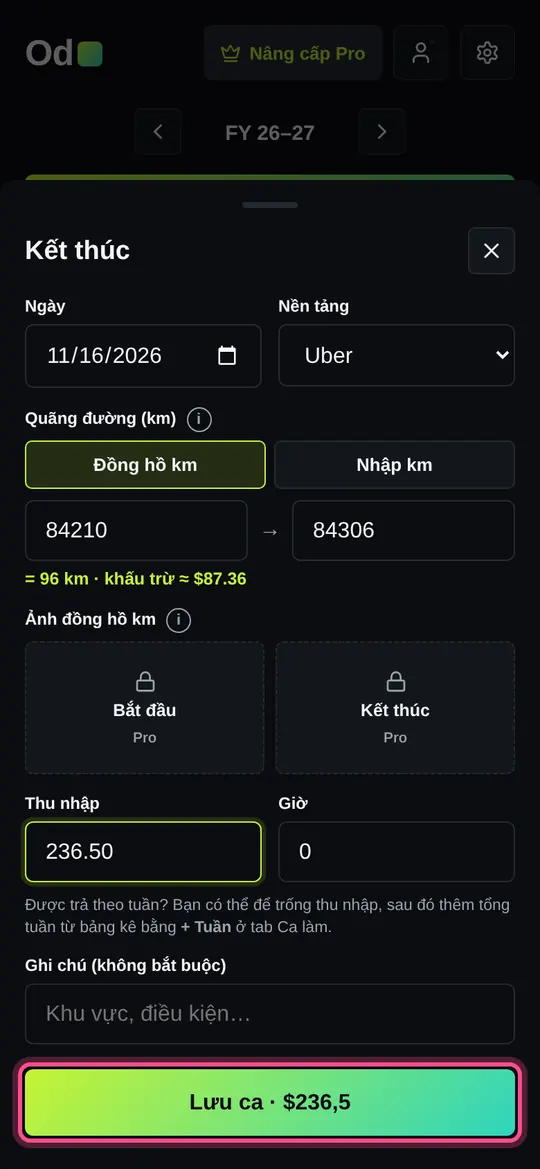 Od
Nâng cấp Pro
FY 26–27
Kết thúc
Ngày
Nền tảng
11/16/2026
Uber
Quãng đường (km)
i
Đồng hồ km
Nhập km
84210
→
84306
= 96 km · khấu trừ ≈ $87.36
Ảnh đồng hồ km
i
Bắt đầu
Pro
Kết thúc
Pro
Thu nhập
Giờ
236.50
0
Được trả theo tuần? Bạn có thể để trống thu nhập, sau đó thêm tổng
tuần từ bảng kê bằng + Tuần ở tab Ca làm.
Ghi chú (không bắt buộc)
Khu vực, điều kiện…
Lưu ca · $236,5